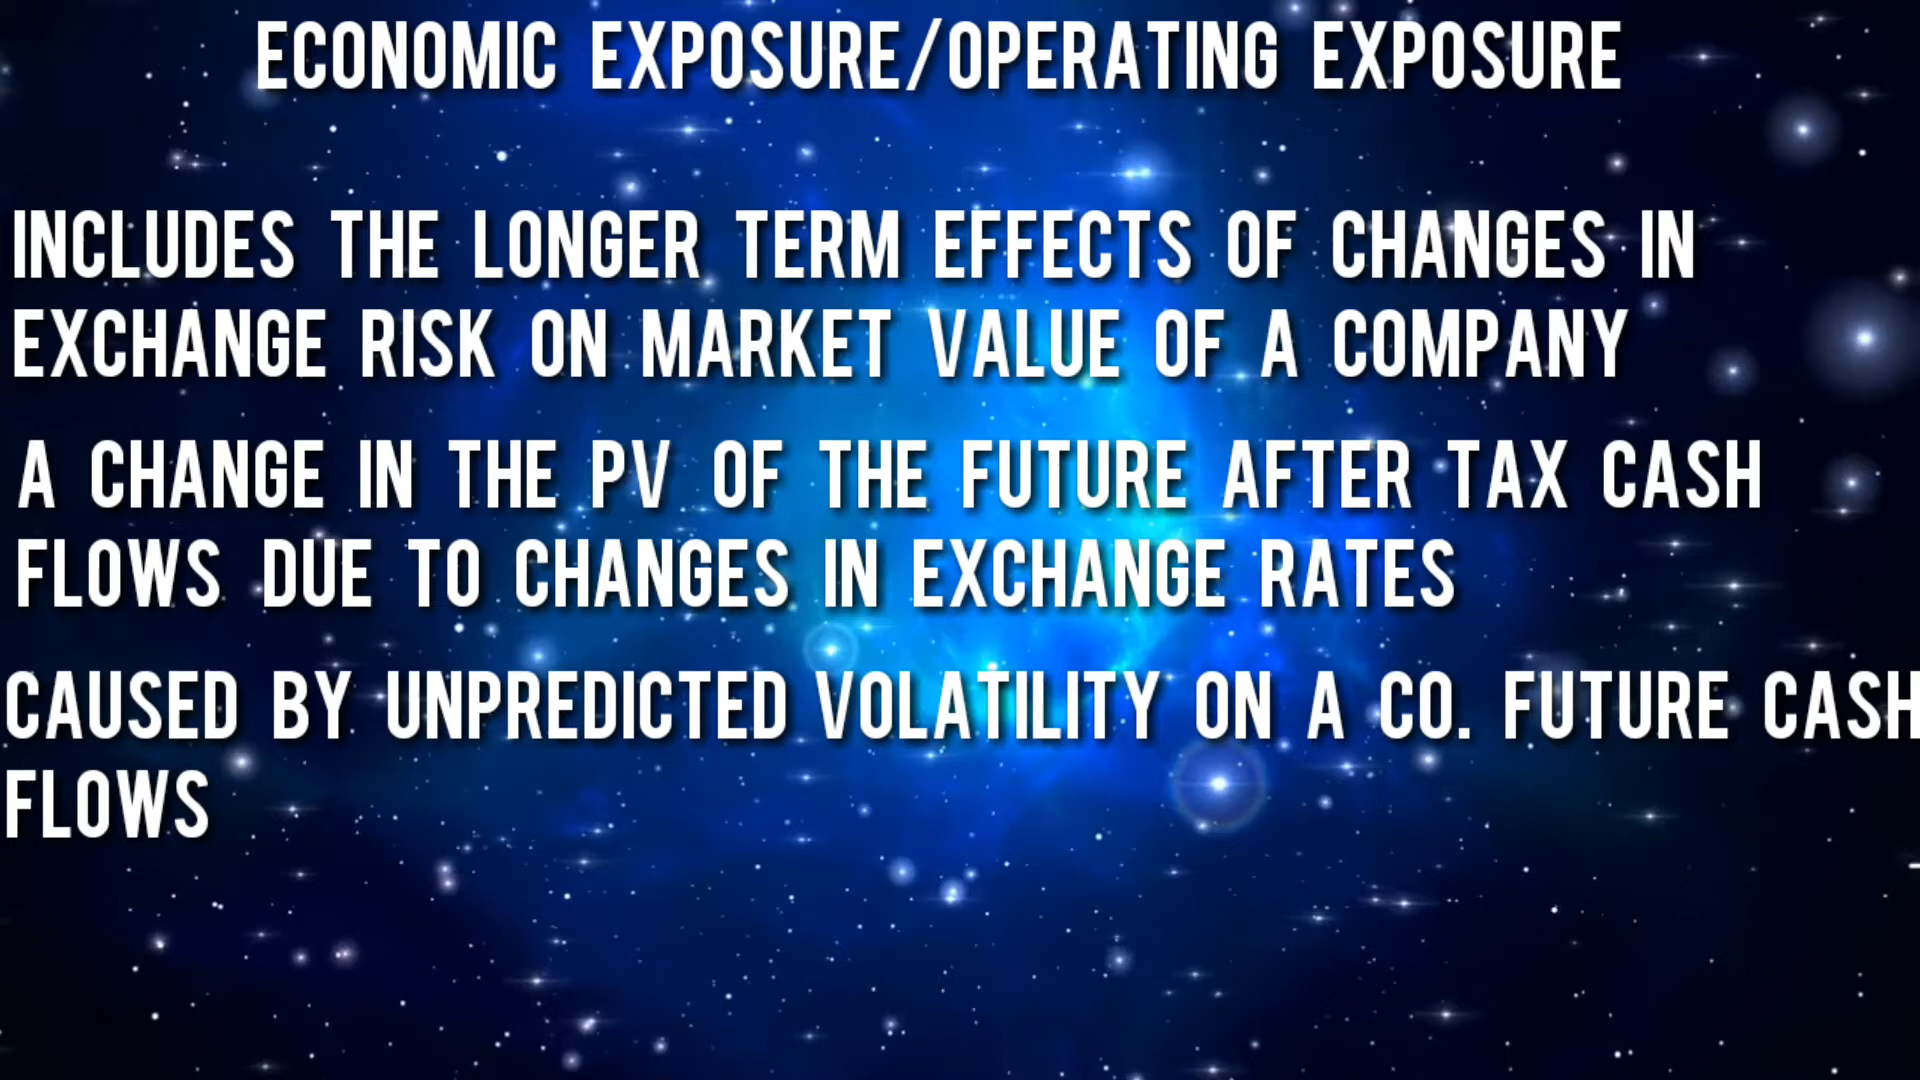 ECONOMIC EXPOSURE/OPERATING EXPOSURE
INCLUDES THE LONGER TERM EFFECTS OF CHANGES IN
EXCHANGE RISK ON MARKET VALUE OF A COMPANY
A CHANGE IN THE PV OF THE FUTURE AFTER TAX CASH
FLOWS DUE TO CHANGES IN EXCHANGE RATES
CAUSED BY UNPREDICTED VOLATILITY ON A CO. FUTURE CASH
FLOWS